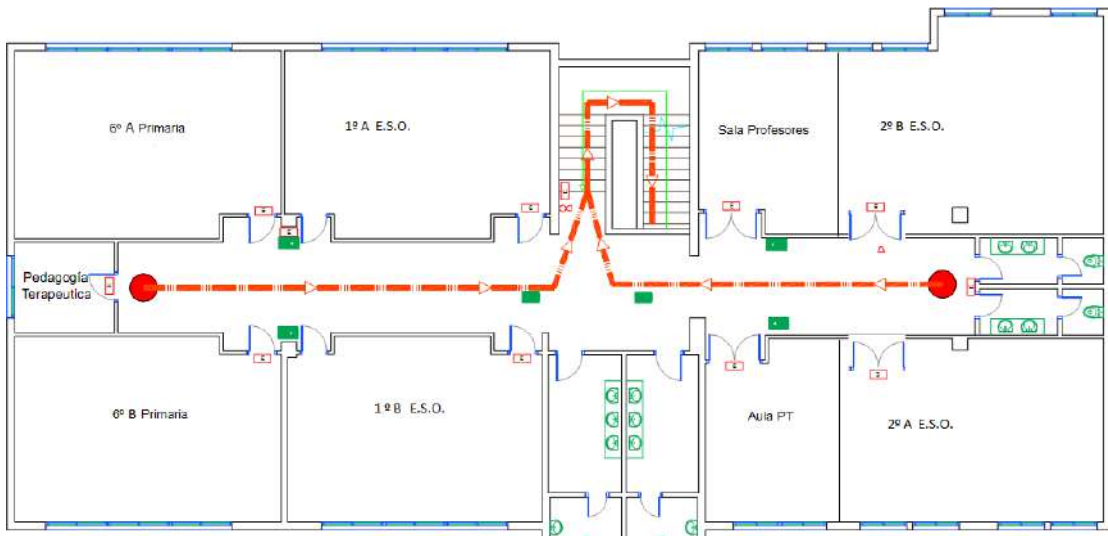 6º A Primaria
1º A E.S.O.
Sala Profesores
2º B E.S.O.
Pedagogía
Terapeutica
6º B Primaria
1º B E.S.O.
Aula PT
2º A E.S.O.